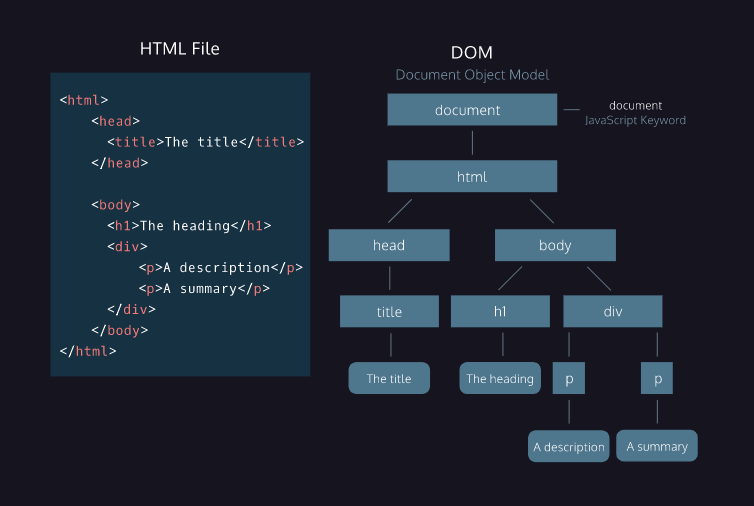 HTML File
<html>
<head>
<title>The title</title>
</head>
<body>
<h1>The heading</h1>
<div>
<p>A description</p>
<p>A summary</p>
</div>
</body>
</html>
DOM
Document Object Model
document
document
JavaScript Keyword
html
head
body
title
h1
div
The title
The heading
p
p
A description
A summary